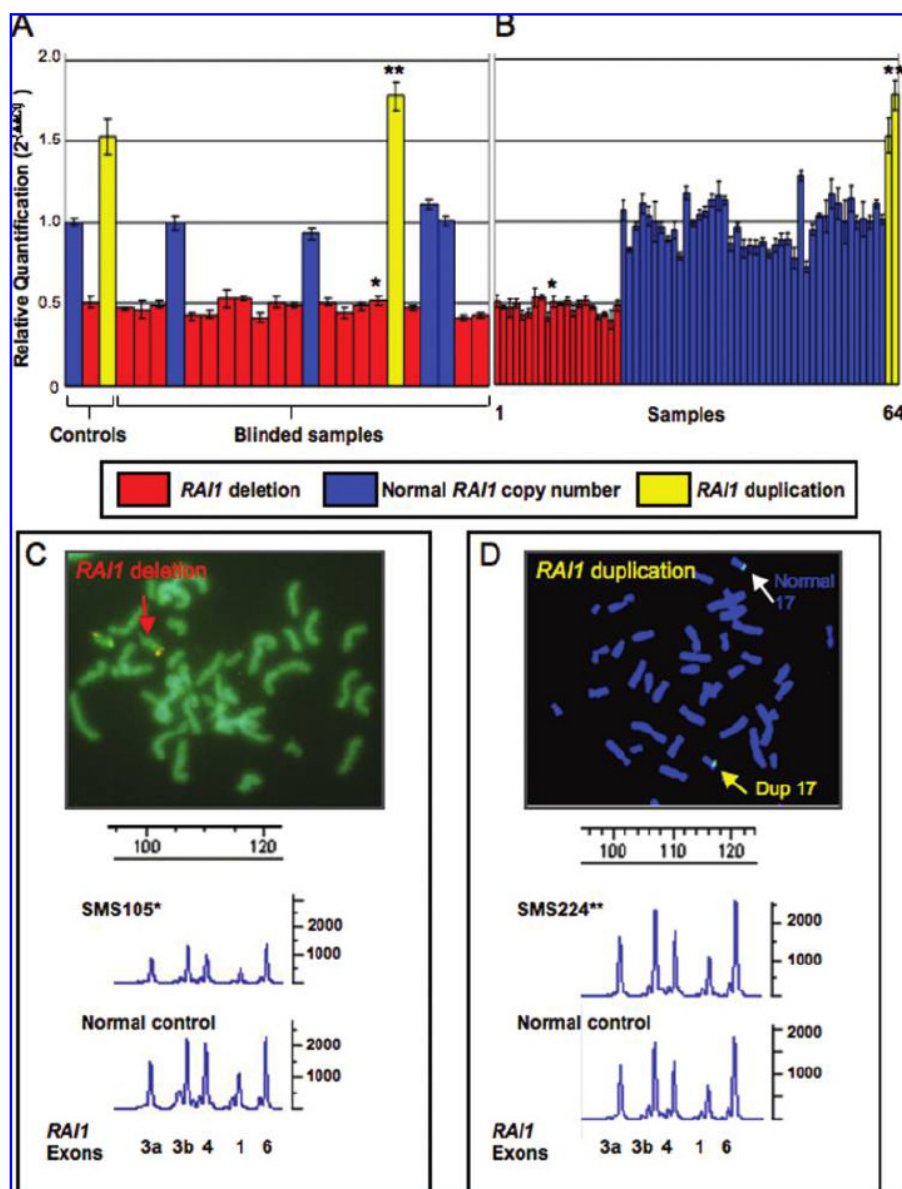 A
B
Relative Quantification
2.0
1.5
1.0
0.5
0
**
*
**
*
Controls
Blinded samples
1
Samples
64
RAI1 deletion
Normal RAI1 copy number
RAI1 duplication
C
RAI1 deletion
100
120
SMS105*
2000
1000
Normal control
2000
1000
RAI1
Exons
3a
3b
4
1
6
D
RAI1 duplication
Normal
17
Dup 17
100
110
120
SMS224**
2000
1000
Normal control
2000
1000
RAI1
Exons
3a
3b
4
1
6